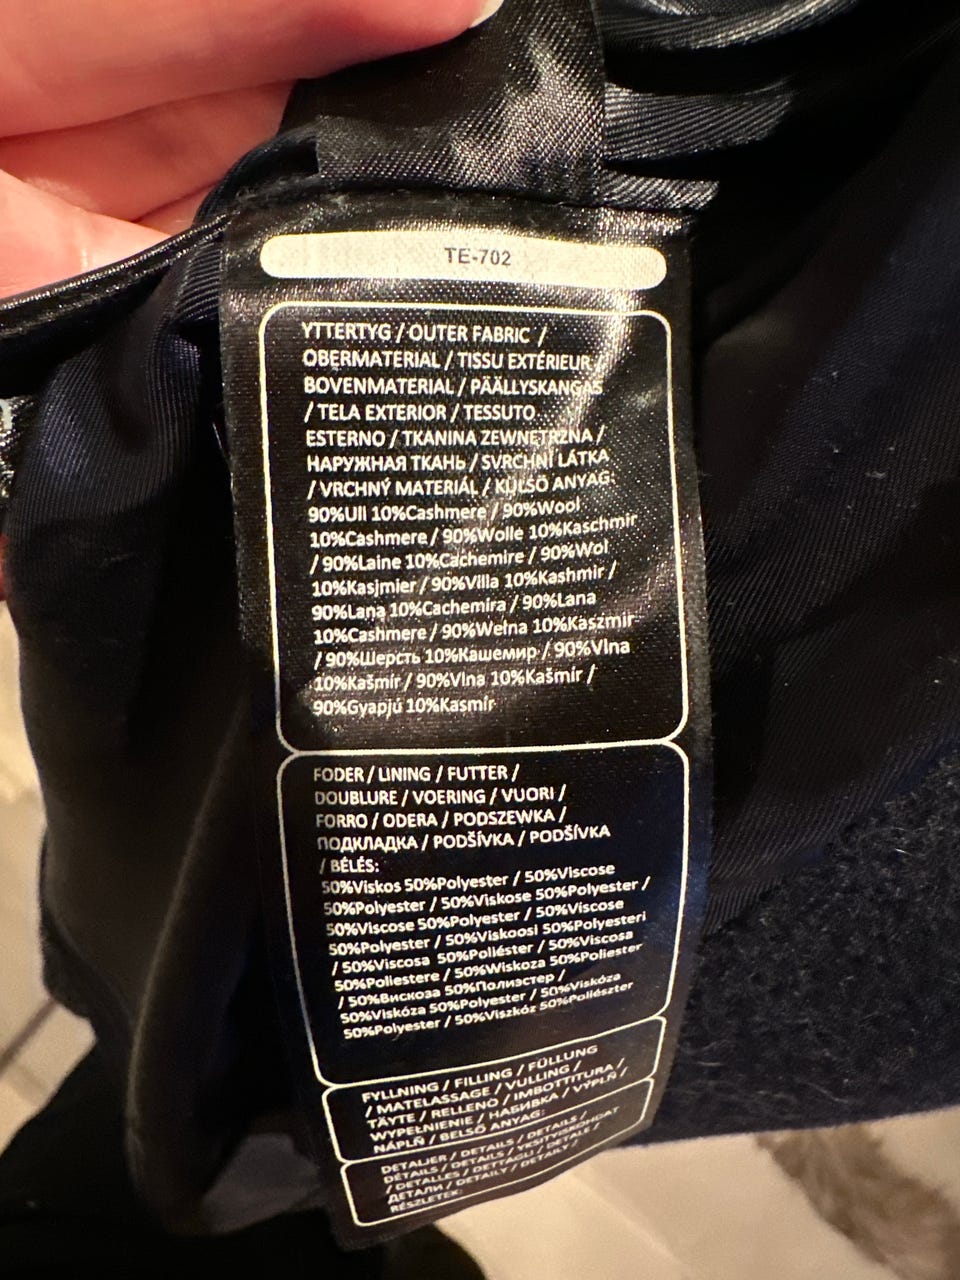 TE-702
YTTERTYG / OUTER FABRIC /
OBERMATERIAL / TISSU EXTÉRIEUR /
BOVENMATERIAL / PÄÄLLYSKANGAS
/ TELA EXTERIOR / TESSUTO
ESTERNO / TKANINA ZEWNĘTRZNA /
НАРУЖНАЯ ТКАНЬ / SVRCHNÍ LÁTKA
/ VRCHNÝ MATERIÁL / KÜLSŐ ANYAG:
90%Ull 10%Cashmere / 90%Wool
10%Cashmere / 90%Wolle 10%Kaschmir
/ 90%Laine 10%Cachemire / 90%Wol
10%Kasjmier / 90%Villa 10%Kashmir /
90%Lana 10%Cachemira / 90%Lana
10%Cashmere / 90%Wełna 10%Kaszmir
/ 90%Шерсть 10%Кашемир / 90%Vlna
10%Kašmír / 90%Vlna 10%Kašmír /
90%Gyapjú 10%Kasmír
FODER / LINING / FUTTER /
DOUBLURE / VOERING / VUORI /
FORRO / ODERA / PODSZEWKA /
ПОДКЛАДКА / PODŠÍVKA / PODŠÍVKA
/ BÉLÉS:
50%Viskos 50%Polyester / 50%Viscose
50%Polyester / 50%Viskose 50%Polyester /
50%Viscose 50%Polyester / 50%Viscose
50%Polyester / 50%Viskoosi 50%Polyesteri
/ 50%Viscosa 50%Poliéster / 50%Viscosa
50%Poliestere / 50%Wiskoza 50%Poliester
/ 50%Вискоза 50%Полиэстер /
50%Viskóza 50%Polyester / 50%Viskóza
50%Polyester / 50%Viszkóz 50%Poliészter
FYLLNING / FILLING / FÜLLUNG
/ MATELASSAGE / VULLING /
TÄYTE / RELLENO / IMBOTTITURA /
WYPEŁNIENIE / НАБИВКА / VÝPLŇ /
NÁPLŇ / BELSŐ ANYAG:
DETALJER / DETAILS / DETAILS /
DÉTAILS / DETAILS / YKSITYISKOHDAT
/ DETALLES / DETTAGLI / DETALE /
ДЕТАЛИ / DETAILY / DETAILY /
RÉSZLETEK: